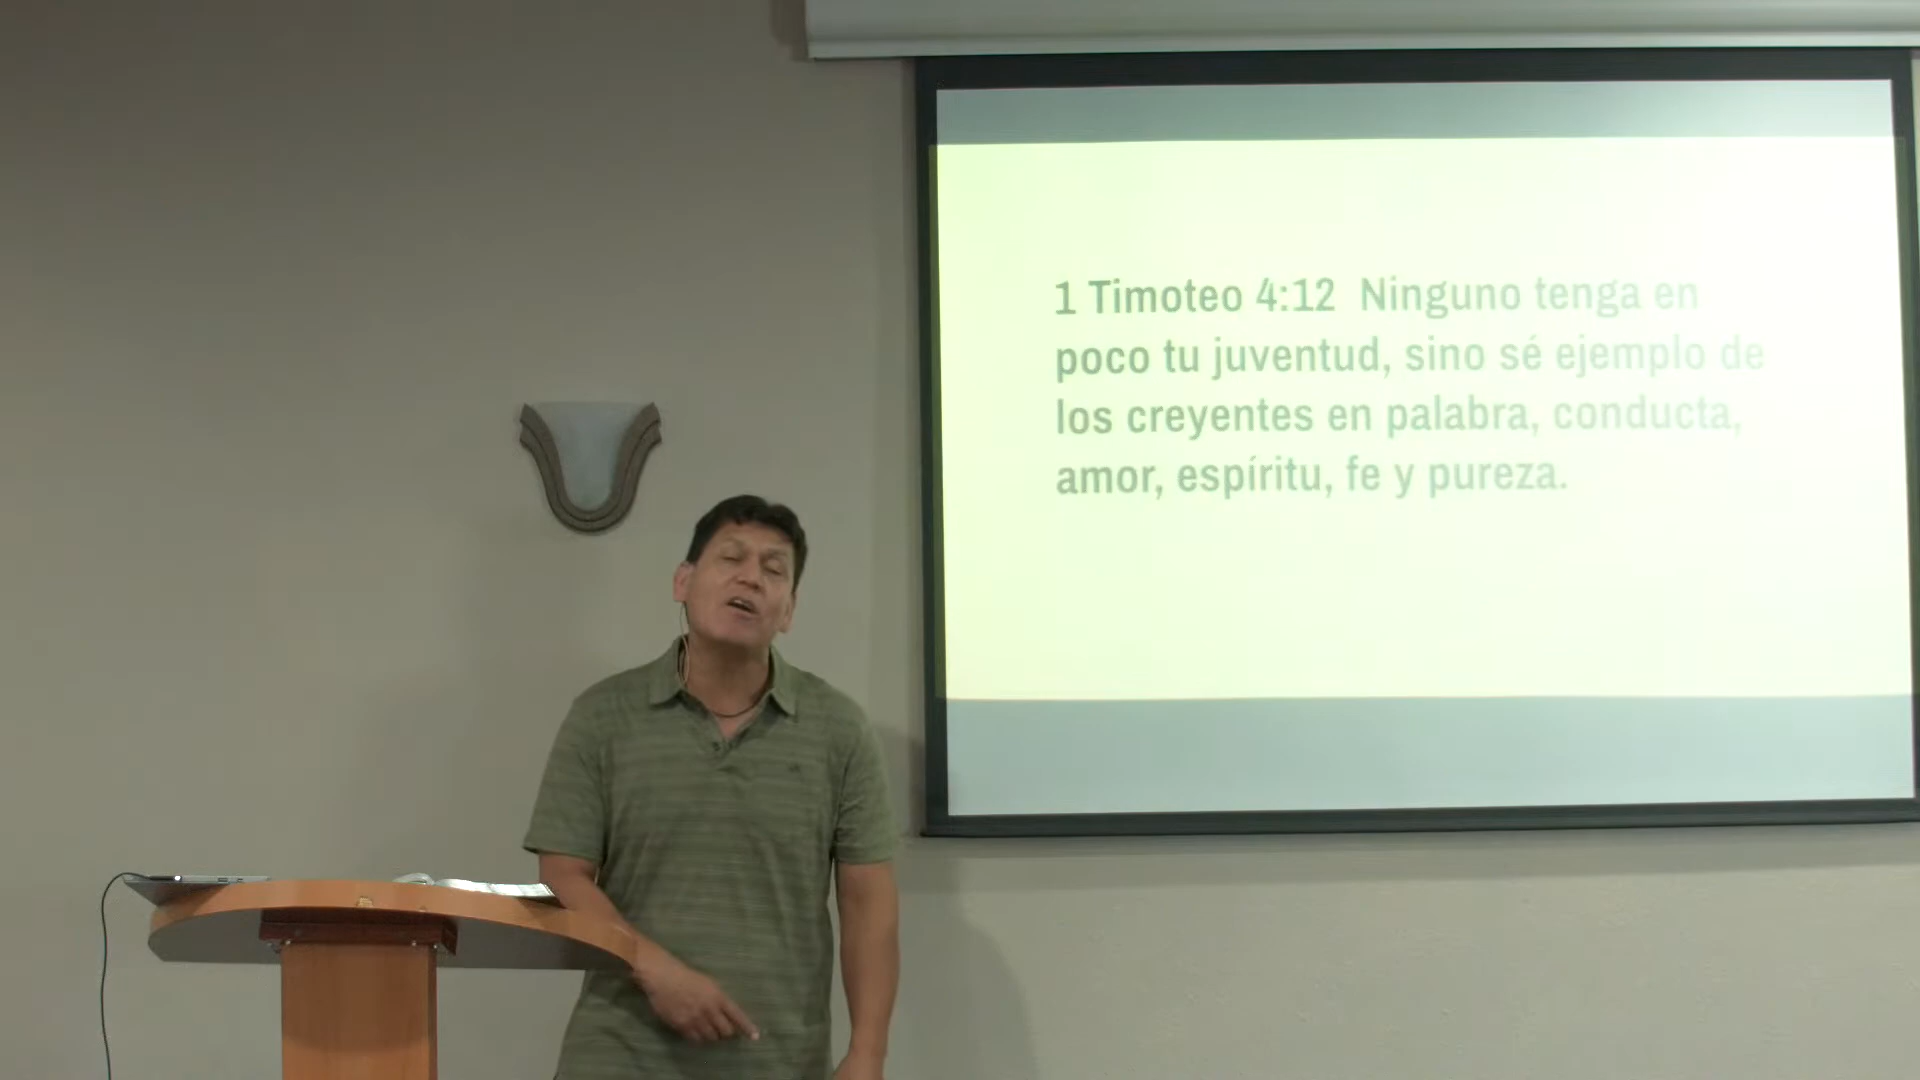 1 Timoteo 4:12  Ninguno tenga en
poco tu juventud, sino sé ejemplo de
los creyentes en palabra, conducta,
amor, espíritu, fe y pureza.